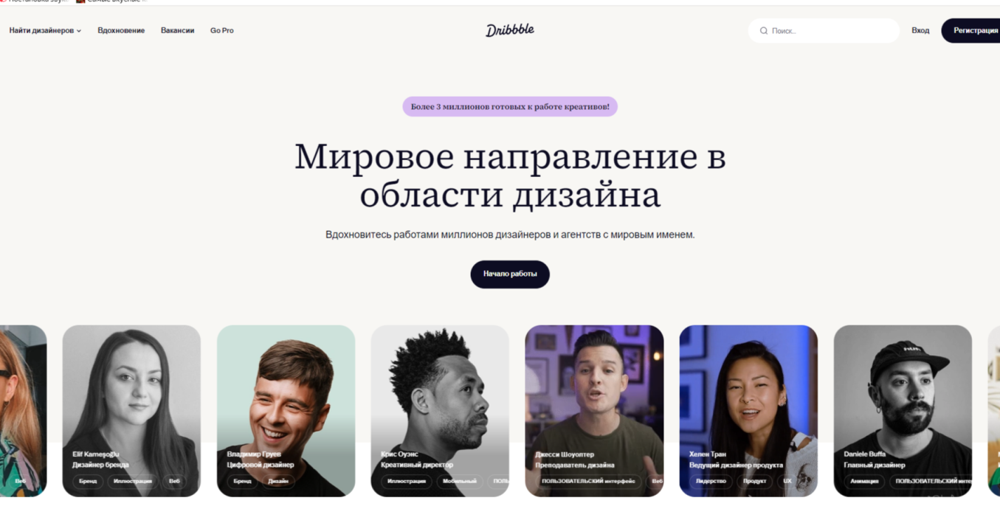 Найти дизайнеров
Вдохновение
Вакансии
Go Pro
Dribbble
Поиск...
Вход
Регистрация
Более 3 миллионов готовых к работе креативов!
Мировое направление в
области дизайна
Вдохновитесь работами миллионов дизайнеров и агентств с мировым именем.
Начало работы
Веб
Elif Kameşoğlu
Дизайнер бренда
Бренд Иллюстрация Веб
Владимир Груев
Цифровой дизайнер
Бренд Дизайн
Крис Оуэнс
Креативный директор
Иллюстрация Мобильный
Джесси Шоуолтер
Преподаватель дизайна
ПОЛЬЗОВАТЕЛЬСКИЙ интерфейс Веб
Хелен Тран
Ведущий дизайнер продукта
Лидерство Продукт UX
Daniele Buffa
Главный дизайнер
Анимация ПОЛЬЗОВАТЕЛЬСКИЙ